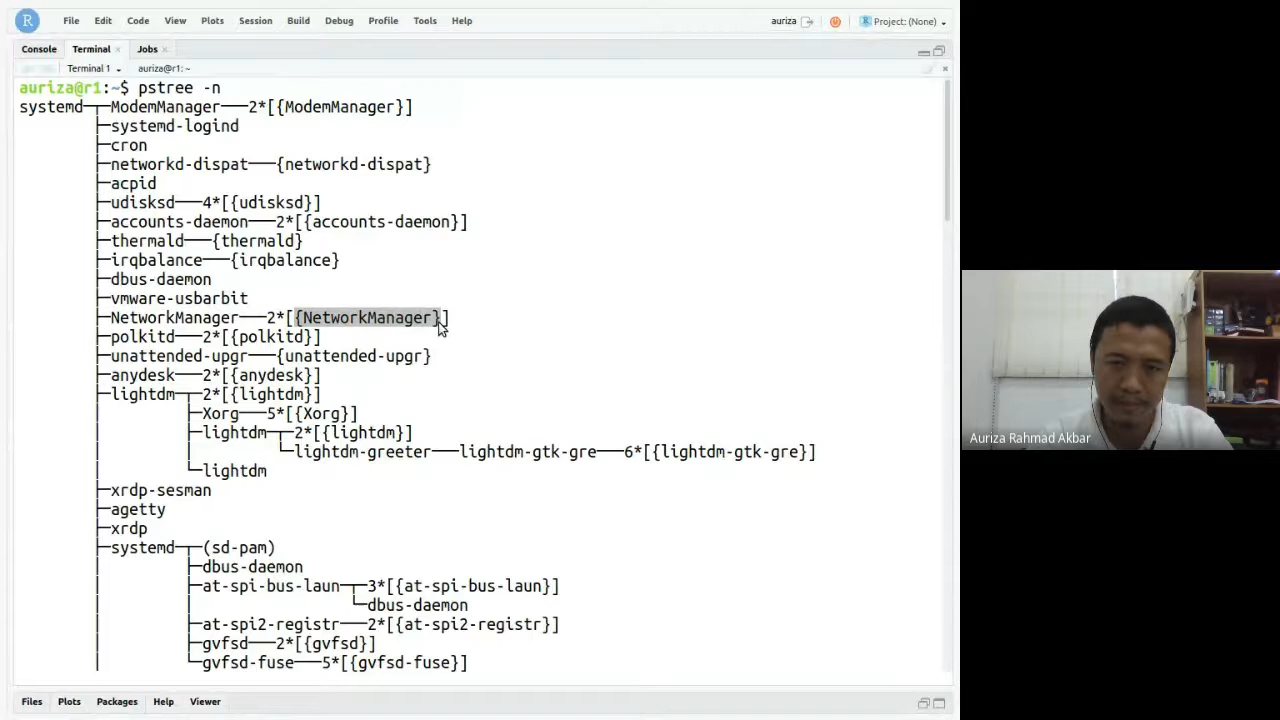 R File Edit Code View Plots Session Build Debug Profile Tools Help auriza Project: (None)
Console Terminal × Jobs ×
Terminal 1 auriza@r1: ~
auriza@r1:~$ pstree -n
systemd─┬─ModemManager───2*[{ModemManager}]
├─systemd-logind
├─cron
├─networkd-dispat───{networkd-dispat}
├─acpid
├─udisksd───4*[{udisksd}]
├─accounts-daemon───2*[{accounts-daemon}]
├─thermald───{thermald}
├─irqbalance───{irqbalance}
├─dbus-daemon
├─vmware-usbarbit
├─NetworkManager───2*[{NetworkManager}]
├─polkitd───2*[{polkitd}]
├─unattended-upgr───{unattended-upgr}
├─anydesk───2*[{anydesk}]
├─lightdm─┬─2*[{lightdm}]
│ ├─Xorg───5*[{Xorg}]
│ ├─lightdm─┬─2*[{lightdm}]
│ │ └─lightdm-greeter───lightdm-gtk-gre───6*[{lightdm-gtk-gre}]
│ └─lightdm
├─xrdp-sesman
├─agetty
├─xrdp
├─systemd─┬─(sd-pam)
│ ├─dbus-daemon
│ ├─at-spi-bus-laun─┬─3*[{at-spi-bus-laun}]
│ │ └─dbus-daemon
│ ├─at-spi2-registr───2*[{at-spi2-registr}]
│ ├─gvfsd───2*[{gvfsd}]
│ └─gvfsd-fuse───5*[{gvfsd-fuse}]
Files Plots Packages Help Viewer
Auriza Rahmad Akbar